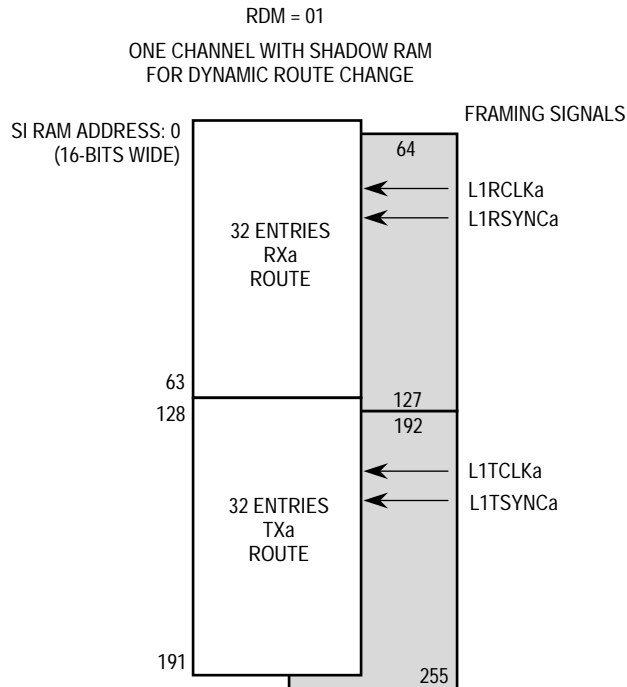 RDM = 01
ONE CHANNEL WITH SHADOW RAM
FOR DYNAMIC ROUTE CHANGE
FRAMING SIGNALS
SI RAM ADDRESS: 0
(16-BITS WIDE)
64
L1RCLKa
L1RSYNCa
32 ENTRIES
RXa
ROUTE
63
127
128
192
L1TCLKa
L1TSYNCa
32 ENTRIES
TXa
ROUTE
191
255